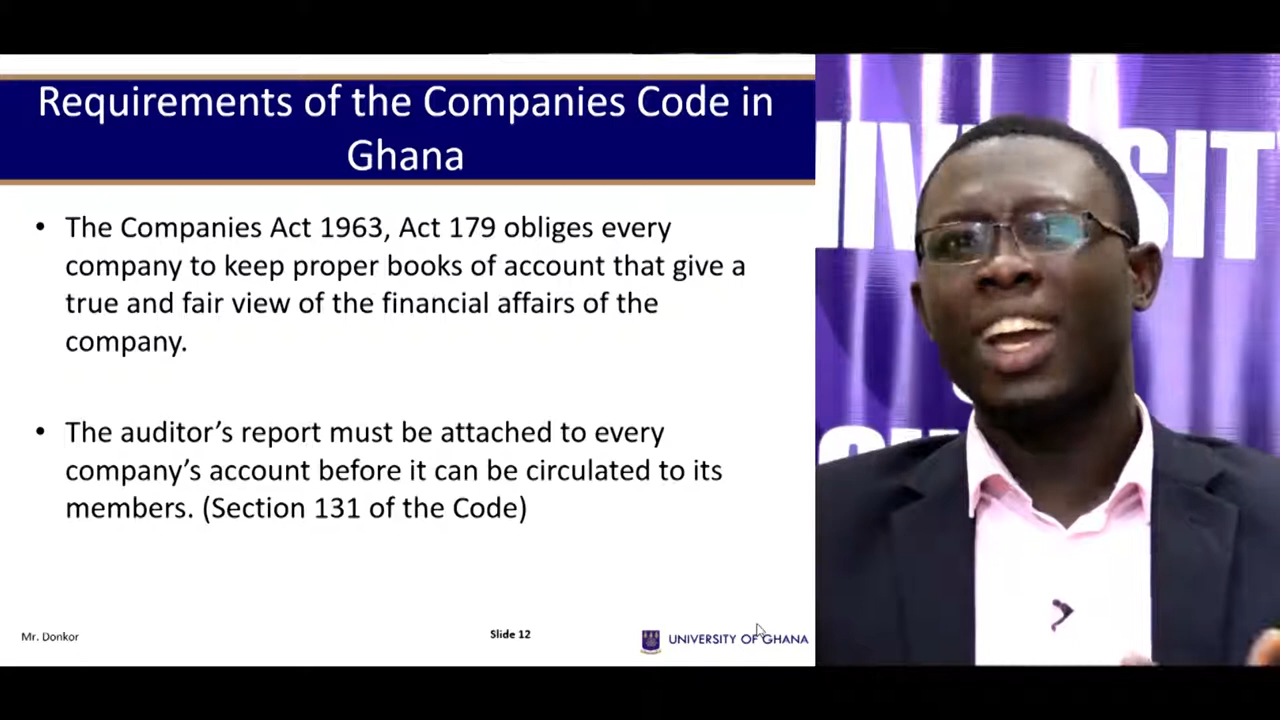 Requirements of the Companies Code in
Ghana
• The Companies Act 1963, Act 179 obliges every
company to keep proper books of account that give a
true and fair view of the financial affairs of the
company.
• The auditor's report must be attached to every
company's account before it can be circulated to its
members. (Section 131 of the Code)
Mr. Donkor
Slide 12
UNIVERSITY OF GHANA